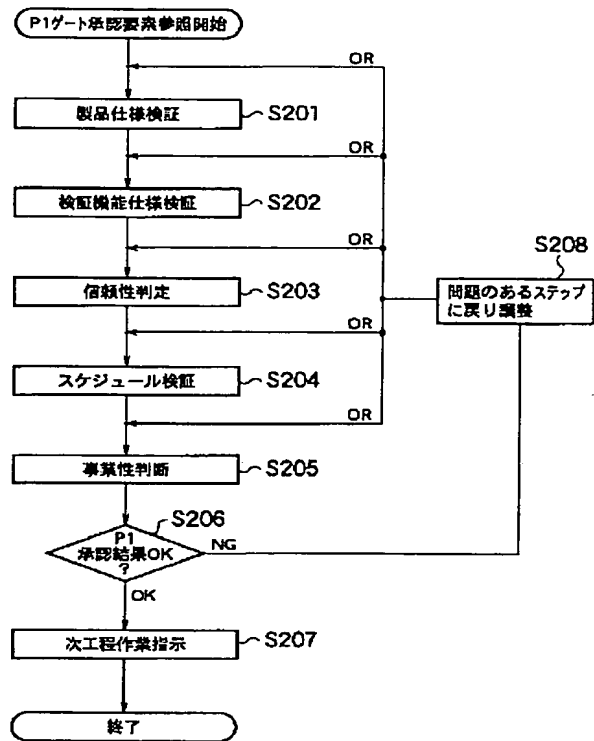 P1ゲート承認要素参照開始
OR
製品仕様検証
S201
OR
検証機能仕様検証
S202
OR
信頼性判定
S203
OR
スケジュール検証
S204
OR
事業性判断
S205
S208
問題のあるステップ
に戻り調整
S206
P1
承認結果OK
?
NG
OK
次工程作業指示
S207
終了